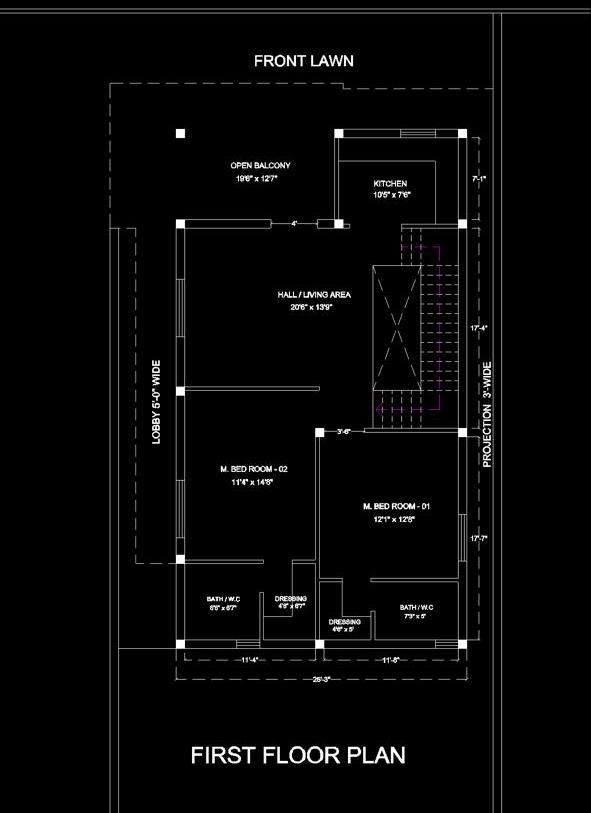 FRONT LAWN
OPEN BALCONY
19'6" x 12'7"
KITCHEN
10'5" x 7'6"
7'-1"
4'
HALL / LIVING AREA
20'6" x 13'9"
17'-4"
LOBBY 5'-0" WIDE
PROJECTION 3'-WIDE
3'-6"
M. BED ROOM - 02
11'4" x 14'8"
M. BED ROOM - 01
12'1" x 12'8"
17'-7"
BATH / W.C
6'6" x 6'7"
DRESSING
4'6" x 6'7"
DRESSING
4'6" x 5'
BATH / W.C
7'3" x 5'
11'-4"
11'-8"
26'-3"
FIRST FLOOR PLAN